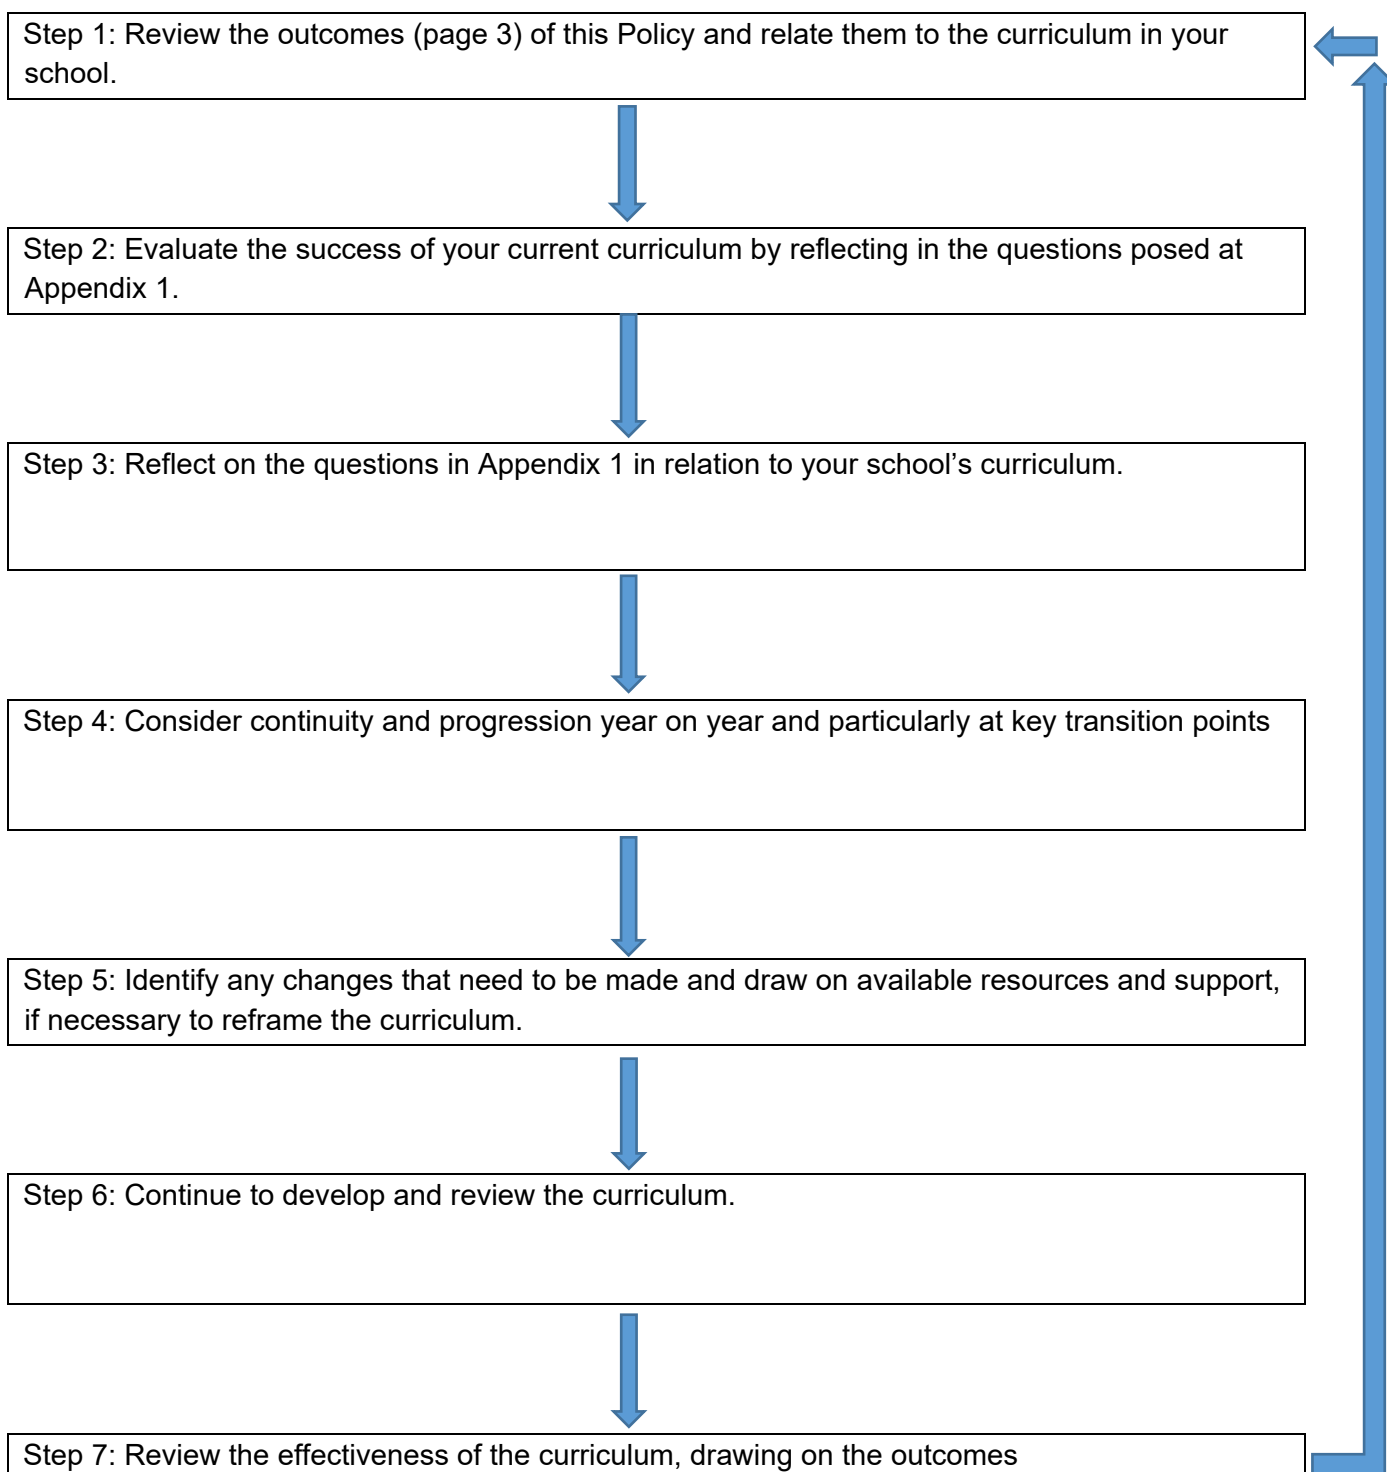 Step 1: Review the outcomes (page 3) of this Policy and relate them to the curriculum in your
school.
Step 2: Evaluate the success of your current curriculum by reflecting in the questions posed at
Appendix 1.
Step 3: Reflect on the questions in Appendix 1 in relation to your school’s curriculum.
Step 4: Consider continuity and progression year on year and particularly at key transition points
Step 5: Identify any changes that need to be made and draw on available resources and support,
if necessary to reframe the curriculum.
Step 6: Continue to develop and review the curriculum.
Step 7: Review the effectiveness of the curriculum, drawing on the outcomes